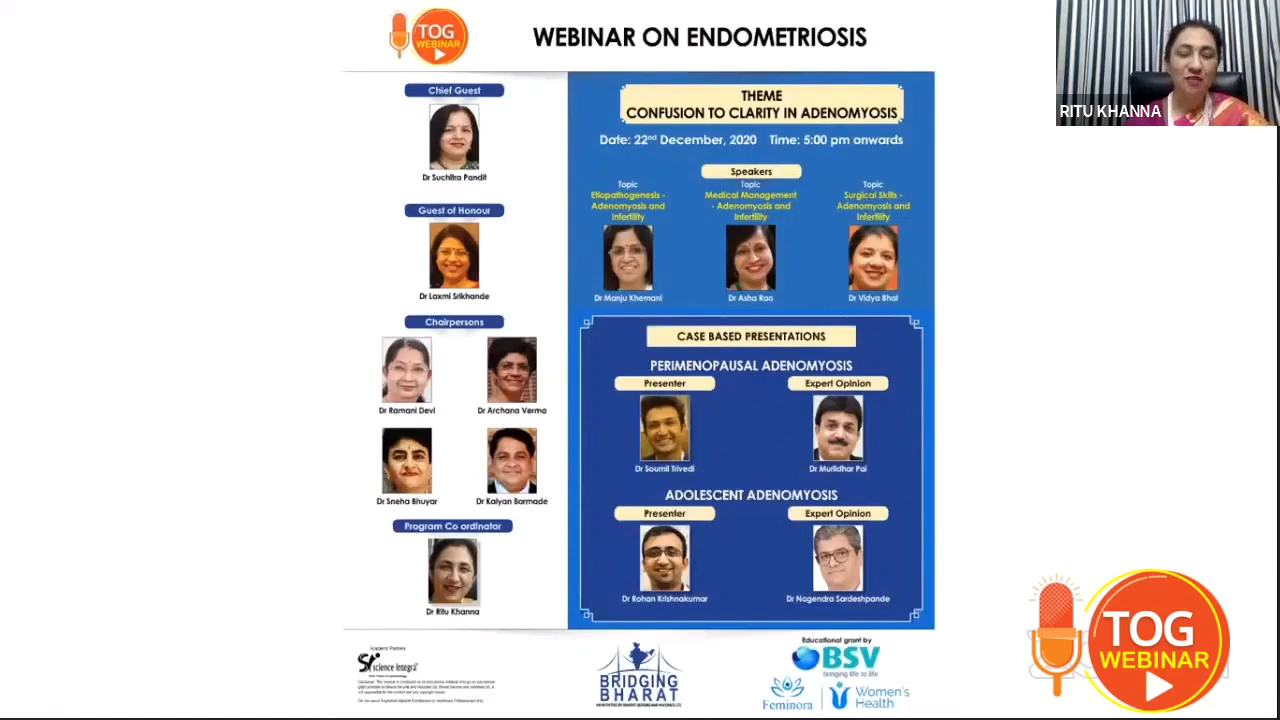 TOG
WEBINAR
WEBINAR ON ENDOMETRIOSIS
RITU KHANNA
Chief Guest
Dr Suchitra Pandit
Guest of Honour
Dr Laxmi Srikhande
Chairpersons
Dr Ramani Devi
Dr Archana Verma
Dr Sneha Bhuyar
Dr Kalyan Barmade
Program Co ordinator
Dr Ritu Khanna
THEME
CONFUSION TO CLARITY IN ADENOMYOSIS
Date: 22nd December, 2020 Time: 5:00 pm onwards
Speakers
Topic
Etiopathogenesis -
Adenomyosis and
Infertility
Dr Manju Khemani
Topic
Medical Management
- Adenomyosis and
Infertility
Dr Asha Rao
Topic
Surgical Skills -
Adenomyosis and
Infertility
Dr Vidya Bhat
CASE BASED PRESENTATIONS
PERIMENOPAUSAL ADENOMYOSIS
Presenter
Dr Soumil Trivedi
Expert Opinion
Dr Murlidhar Pai
ADOLESCENT ADENOMYOSIS
Presenter
Dr Rohan Krishnakumar
Expert Opinion
Dr Nagendra Sardeshpande
Academic Partners
science integra
BRIDGING
BHARAT
Educational grant by
BSV
bringing life to life
Feminora
Women's
Health
TOG
WEBINAR